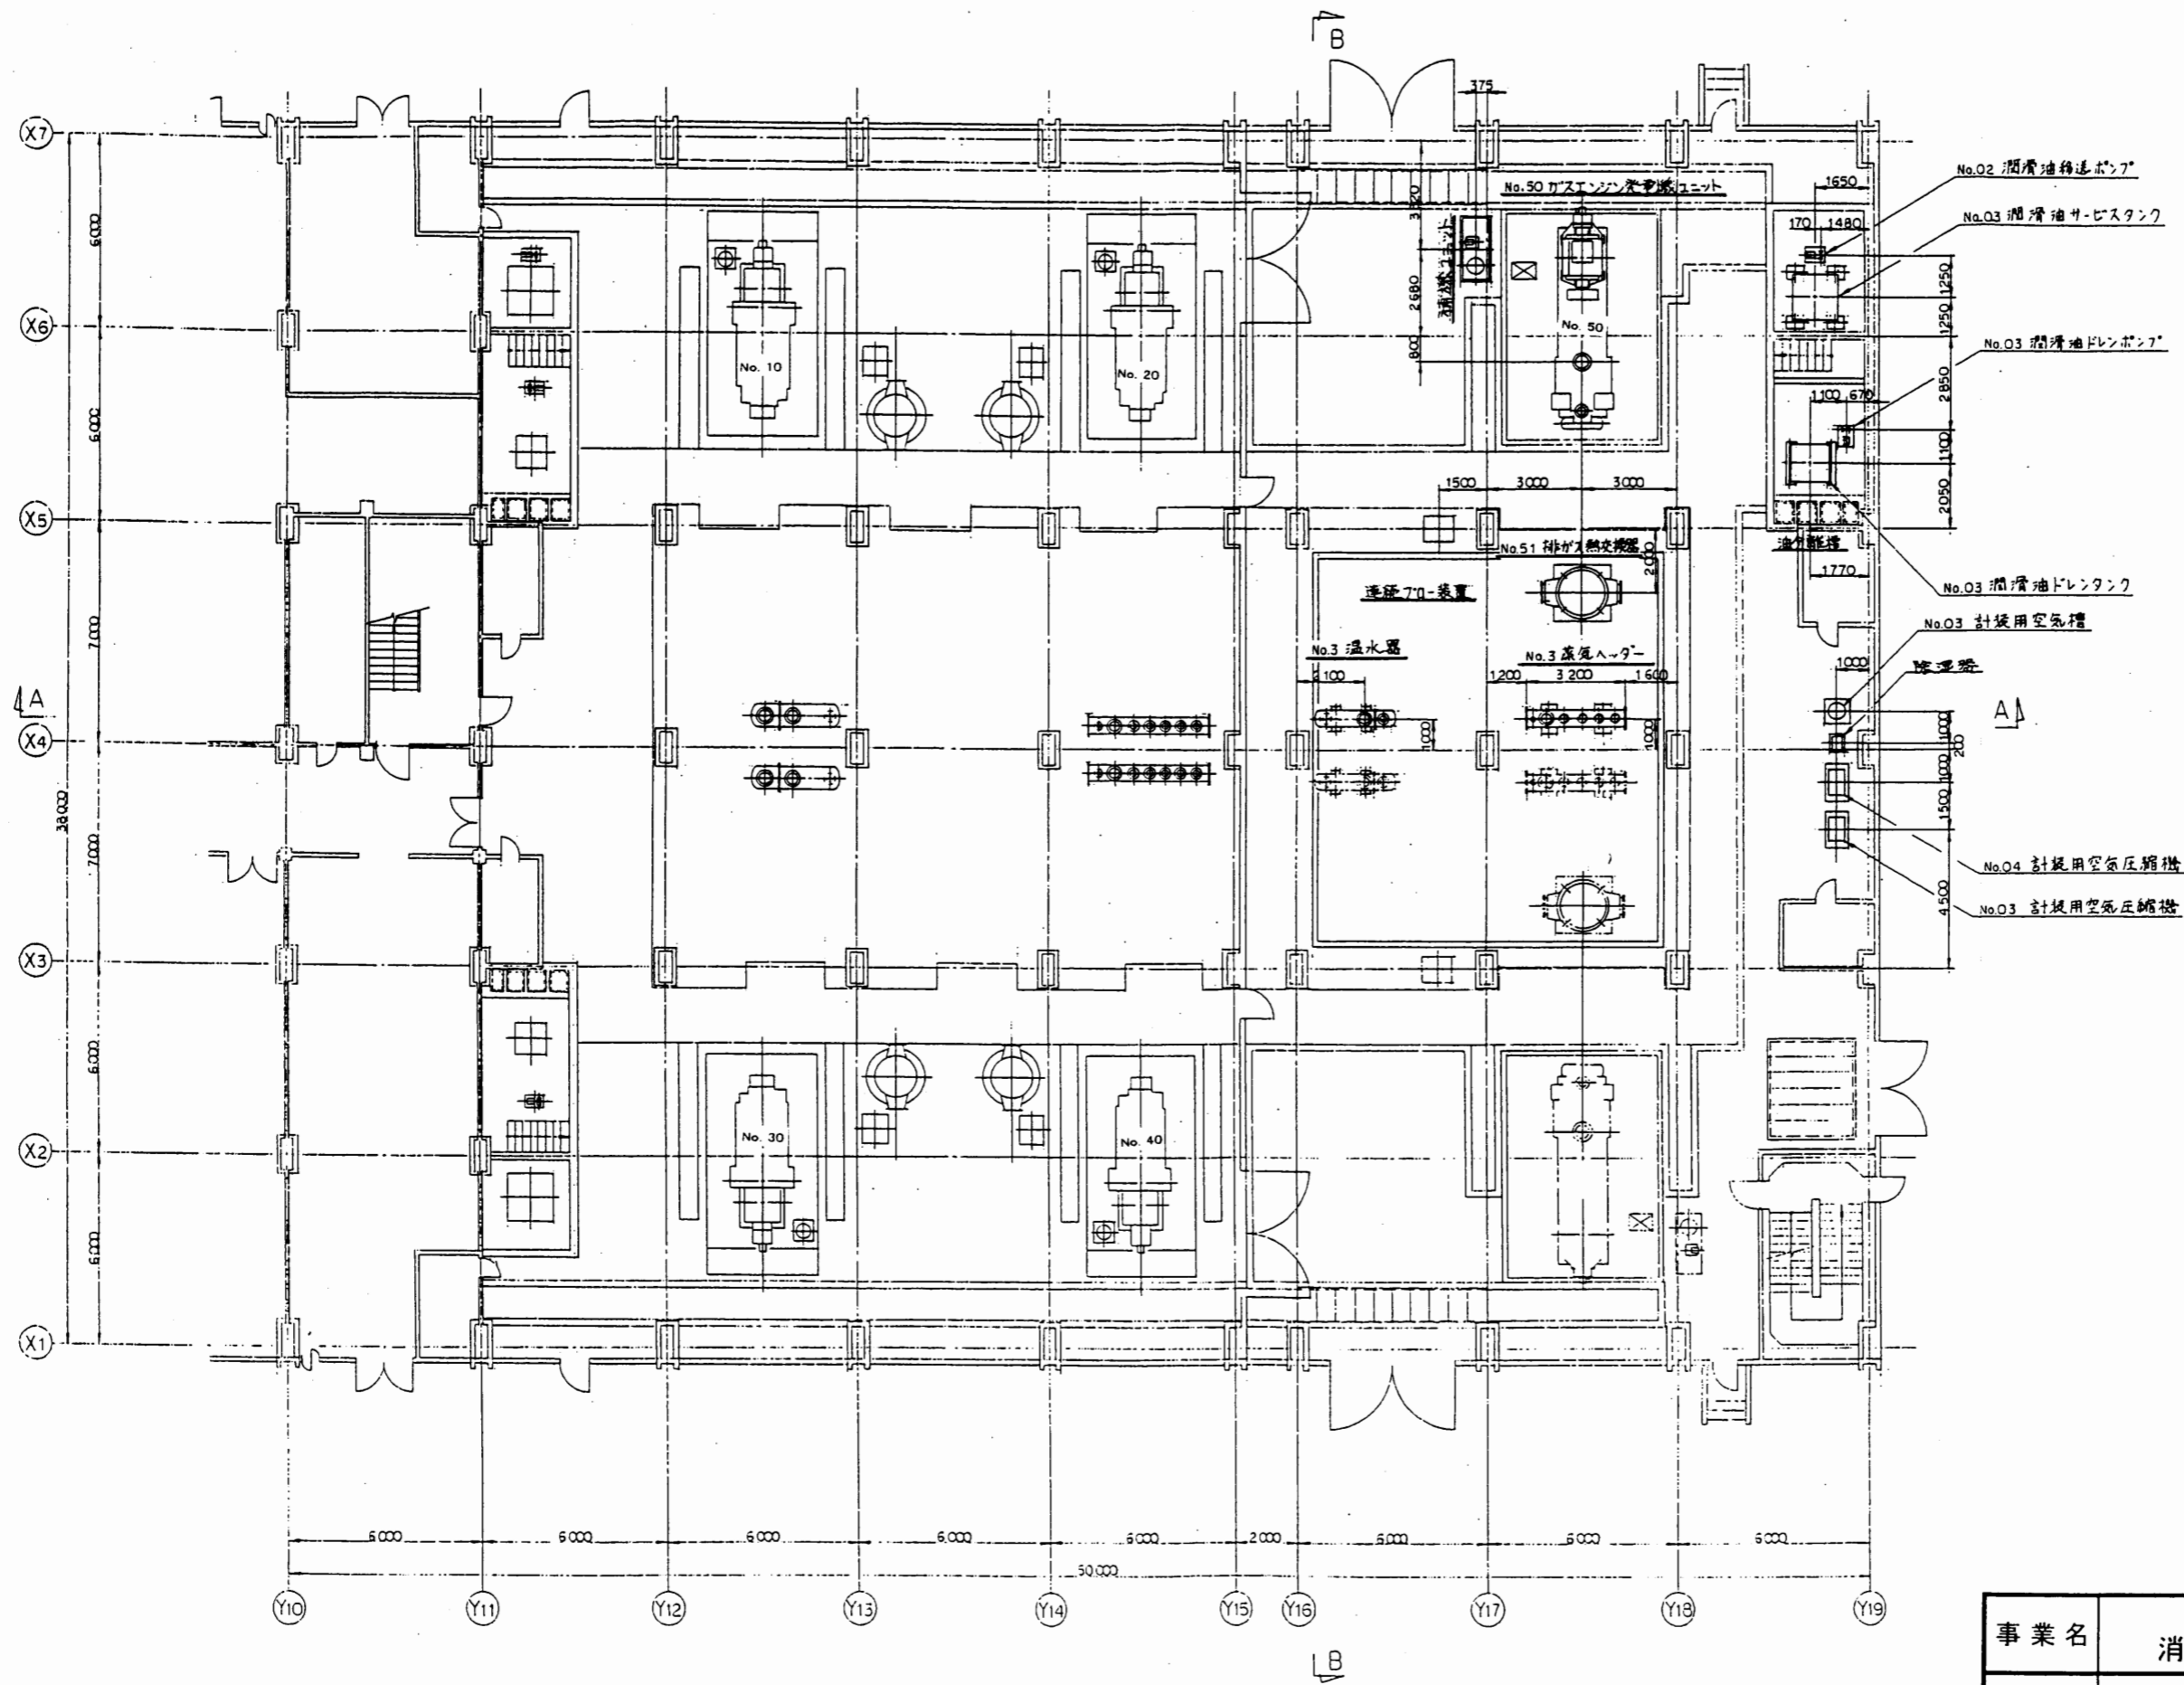 B
X7
375
No.02 潤滑油移送ポンプ
1650
No.50 ガスエンジン発電機ユニット
No.03 潤滑油サービスタンク
170
1480
6000
3320
1250
2680
X6
No. 50
1250
No.03 潤滑油ドレンポンプ
No. 10
No. 20
800
2850
1100
670
6000
1100
1500
3000
3000
2050
X5
No.51 排ガス熱交換器
油分離槽
2000
1770
連続ブロー装置
No.03 潤滑油ドレンタンク
No.03 計装用空気槽
7000
No.3 温水器
No.3 蒸気ヘッダー
1000
除湿器
2100
1200
3200
1600
A
A
X4
1000
1000
1000
200
38000
1000
1500
7000
No.04 計装用空気圧縮機
4500
No.03 計装用空気圧縮機
X3
6000
No. 30
No. 40
X2
6000
X1
6000
6000
6000
6000
6000
2000
6000
6000
6000
50000
Y10
Y11
Y12
Y13
Y14
Y15
Y16
Y17
Y18
Y19
事業名
消
B